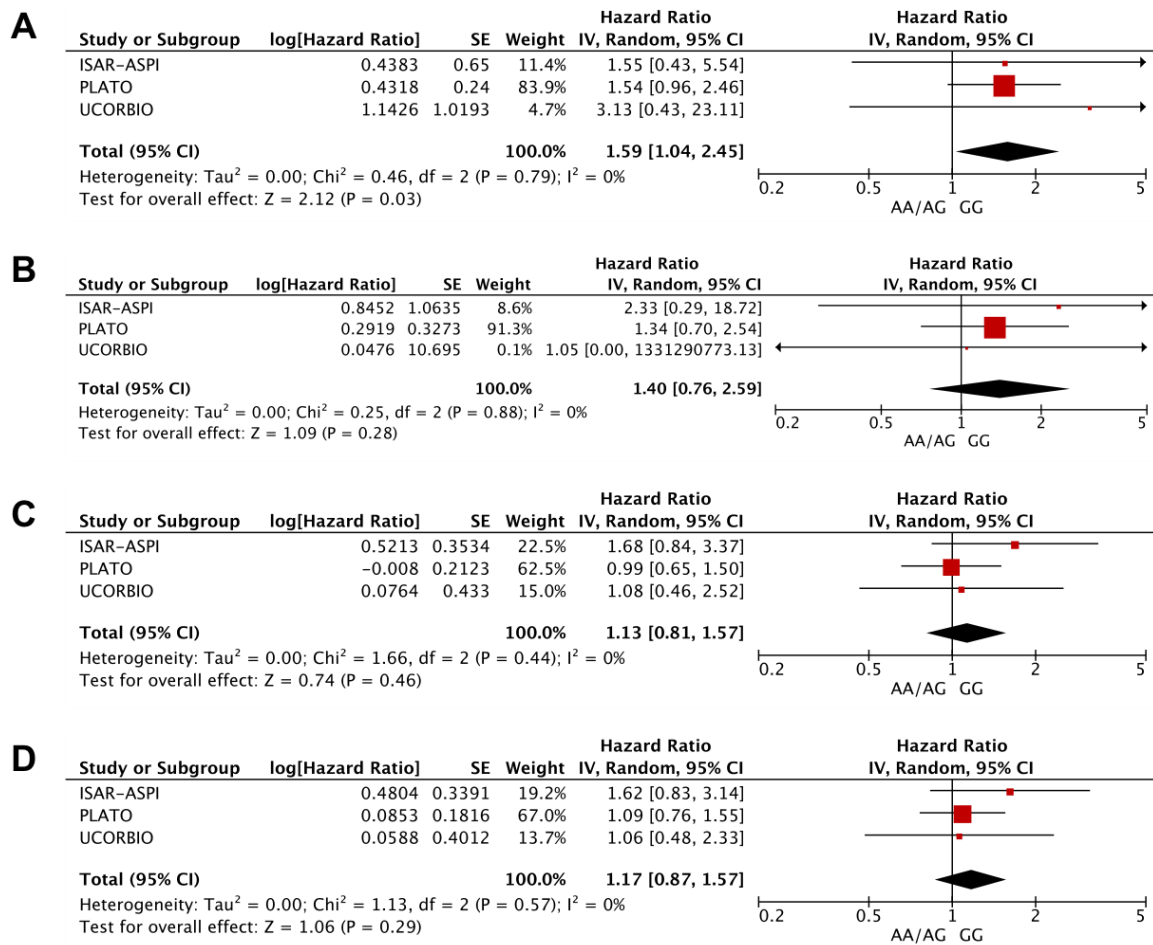 A
Hazard Ratio Hazard Ratio
Study or Subgroup log[Hazard Ratio] SE Weight IV, Random, 95% CI IV, Random, 95% CI
ISAR-ASPI 0.4383 0.65 11.4% 1.55 [0.43, 5.54]
PLATO 0.4318 0.24 83.9% 1.54 [0.96, 2.46]
UCORBIO 1.1426 1.0193 4.7% 3.13 [0.43, 23.11]
Total (95% CI) 100.0% 1.59 [1.04, 2.45]
Heterogeneity: Tau² = 0.00; Chi² = 0.46, df = 2 (P = 0.79); I² = 0%
Test for overall effect: Z = 2.12 (P = 0.03)
0.2 0.5 1 2 5
AA/AG GG
B
Hazard Ratio Hazard Ratio
Study or Subgroup log[Hazard Ratio] SE Weight IV, Random, 95% CI IV, Random, 95% CI
ISAR-ASPI 0.8452 1.0635 8.6% 2.33 [0.29, 18.72]
PLATO 0.2919 0.3273 91.3% 1.34 [0.70, 2.54]
UCORBIO 0.0476 10.695 0.1% 1.05 [0.00, 1331290773.13]
Total (95% CI) 100.0% 1.40 [0.76, 2.59]
Heterogeneity: Tau² = 0.00; Chi² = 0.25, df = 2 (P = 0.88); I² = 0%
Test for overall effect: Z = 1.09 (P = 0.28)
0.2 0.5 1 2 5
AA/AG GG
C
Hazard Ratio Hazard Ratio
Study or Subgroup log[Hazard Ratio] SE Weight IV, Random, 95% CI IV, Random, 95% CI
ISAR-ASPI 0.5213 0.3534 22.5% 1.68 [0.84, 3.37]
PLATO -0.008 0.2123 62.5% 0.99 [0.65, 1.50]
UCORBIO 0.0764 0.433 15.0% 1.08 [0.46, 2.52]
Total (95% CI) 100.0% 1.13 [0.81, 1.57]
Heterogeneity: Tau² = 0.00; Chi² = 1.66, df = 2 (P = 0.44); I² = 0%
Test for overall effect: Z = 0.74 (P = 0.46)
0.2 0.5 1 2 5
AA/AG GG
D
Hazard Ratio Hazard Ratio
Study or Subgroup log[Hazard Ratio] SE Weight IV, Random, 95% CI IV, Random, 95% CI
ISAR-ASPI 0.4804 0.3391 19.2% 1.62 [0.83, 3.14]
PLATO 0.0853 0.1816 67.0% 1.09 [0.76, 1.55]
UCORBIO 0.0588 0.4012 13.7% 1.06 [0.48, 2.33]
Total (95% CI) 100.0% 1.17 [0.87, 1.57]
Heterogeneity: Tau² = 0.00; Chi² = 1.13, df = 2 (P = 0.57); I² = 0%
Test for overall effect: Z = 1.06 (P = 0.29)
0.2 0.5 1 2 5
AA/AG GG